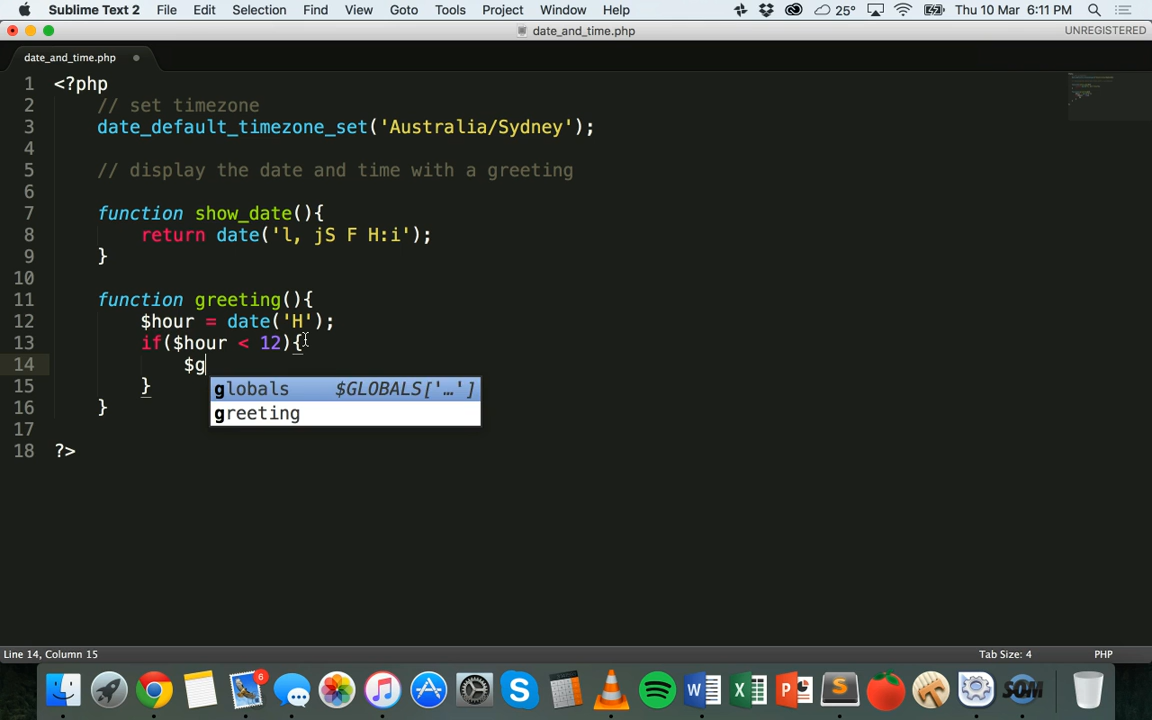 Sublime Text 2 File Edit Selection Find View Goto Tools Project Window Help 25° Thu 10 Mar 6:11 PM
date_and_time.php UNREGISTERED
date_and_time.php
1 <?php
2 // set timezone
3 date_default_timezone_set('Australia/Sydney');
4
5 // display the date and time with a greeting
6
7 function show_date(){
8 return date('l, jS F H:i');
9 }
10
11 function greeting(){
12 $hour = date('H');
13 if($hour < 12){
14 $g
globals $GLOBALS['…']
15 }
greeting
16 }
17
18 ?>
Line 14, Column 15 Tab Size: 4 PHP
6
SOM